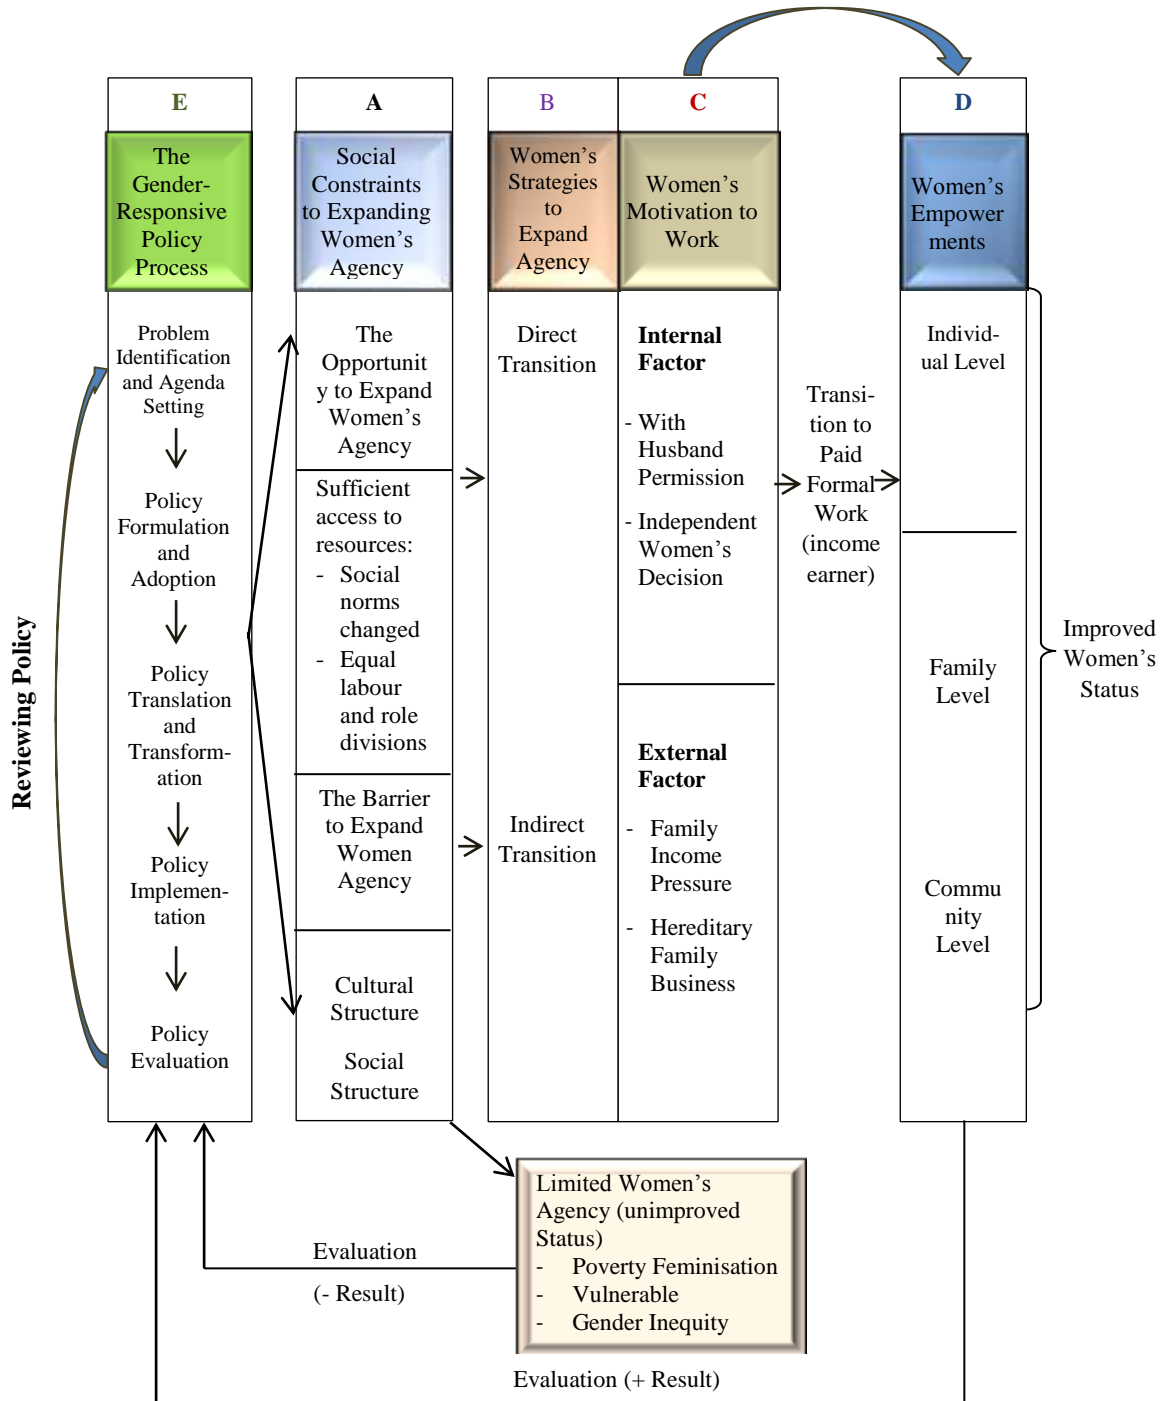 E
The
Gender-
Responsive
Policy
Process
Problem
Identification
and Agenda
Setting
Policy
Formulation
and
Adoption
Policy
Translation
and
Transform-
ation
Policy
Implemen-
tation
Policy
Evaluation
Reviewing Policy
A
Social
Constraints
to Expanding
Women’s
Agency
The
Opportunit
y to Expand
Women’s
Agency
Sufficient
access to
resources:
- Social
norms
changed
- Equal
labour
and role
divisions
The Barrier
to Expand
Women
Agency
Cultural
Structure
Social
Structure
B
Women’s
Strategies
to
Expand
Agency
Direct
Transition
Indirect
Transition
C
Women’s
Motivation to
Work
Internal
Factor
- With
Husband
Permission
- Independent
Women’s
Decision
External
Factor
- Family
Income
Pressure
- Hereditary
Family
Business
Transi-
tion to
Paid
Formal
Work
(income
earner)
D
Women’s
Empower
ments
Individ-
ual Level
Family
Level
Commu
nity
Level
Improved
Women’s
Status
Limited Women’s
Agency (unimproved
Status)
- Poverty Feminisation
- Vulnerable
- Gender Inequity
Evaluation
(- Result)
Evaluation (+ Result)